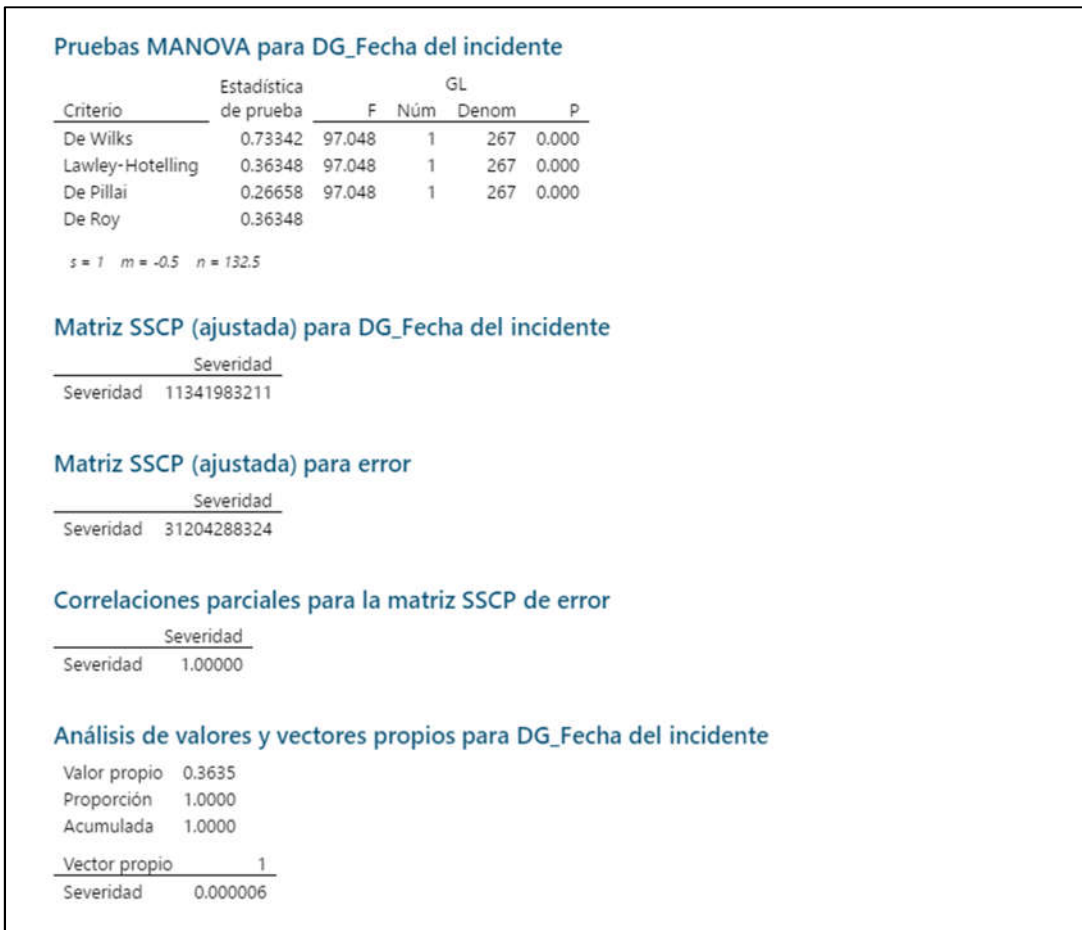 Pruebas MANOVA para DG_Fecha del incidente
Estadística GL
Criterio de prueba F Núm Denom P
De Wilks 0.73342 97.048 1 267 0.000
Lawley-Hotelling 0.36348 97.048 1 267 0.000
De Pillai 0.26658 97.048 1 267 0.000
De Roy 0.36348
s = 1 m = -0.5 n = 132.5
Matriz SSCP (ajustada) para DG_Fecha del incidente
Severidad
Severidad 11341983211
Matriz SSCP (ajustada) para error
Severidad
Severidad 31204288324
Correlaciones parciales para la matriz SSCP de error
Severidad
Severidad 1.00000
Análisis de valores y vectores propios para DG_Fecha del incidente
Valor propio 0.3635
Proporción 1.0000
Acumulada 1.0000
Vector propio 1
Severidad 0.000006